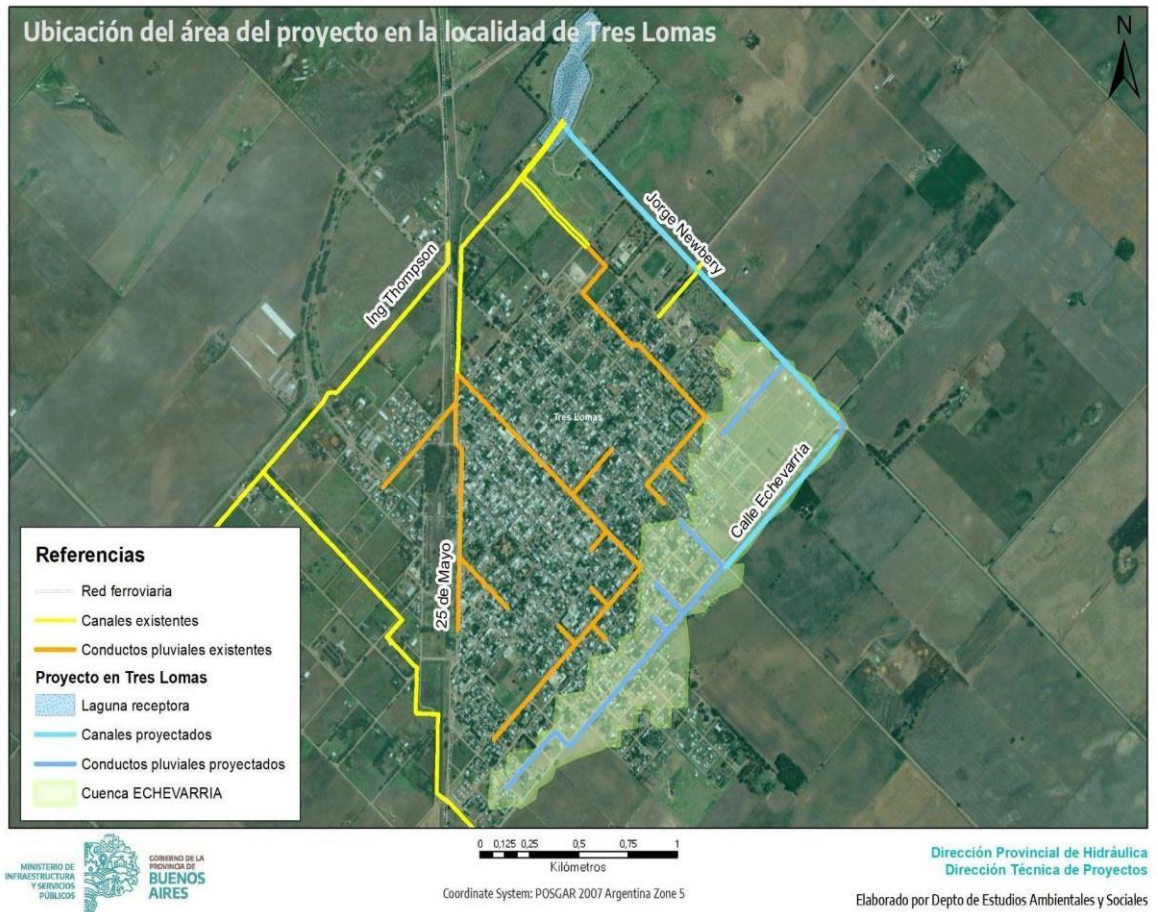 Ubicación del área del proyecto en la localidad de Tres Lomas
N
Jorge Newbery
Ing Thompson
Tres Lomas
Calle Echevarría
25 de Mayo
Referencias
Red ferroviaria
Canales existentes
Conductos pluviales existentes
Proyecto en Tres Lomas
Laguna receptora
Canales proyectados
Conductos pluviales proyectados
Cuenca ECHEVARRIA
MINISTERIO DE
INFRAESTRUCTURA
Y SERVICIOS
PÚBLICOS
GOBIERNO DE LA
PROVINCIA DE
BUENOS
AIRES
0 0,125 0,25 0,5 0,75 1
Kilómetros
Coordinate System: POSGAR 2007 Argentina Zone 5
Dirección Provincial de Hidráulica
Dirección Técnica de Proyectos
Elaborado por Depto de Estudios Ambientales y Sociales